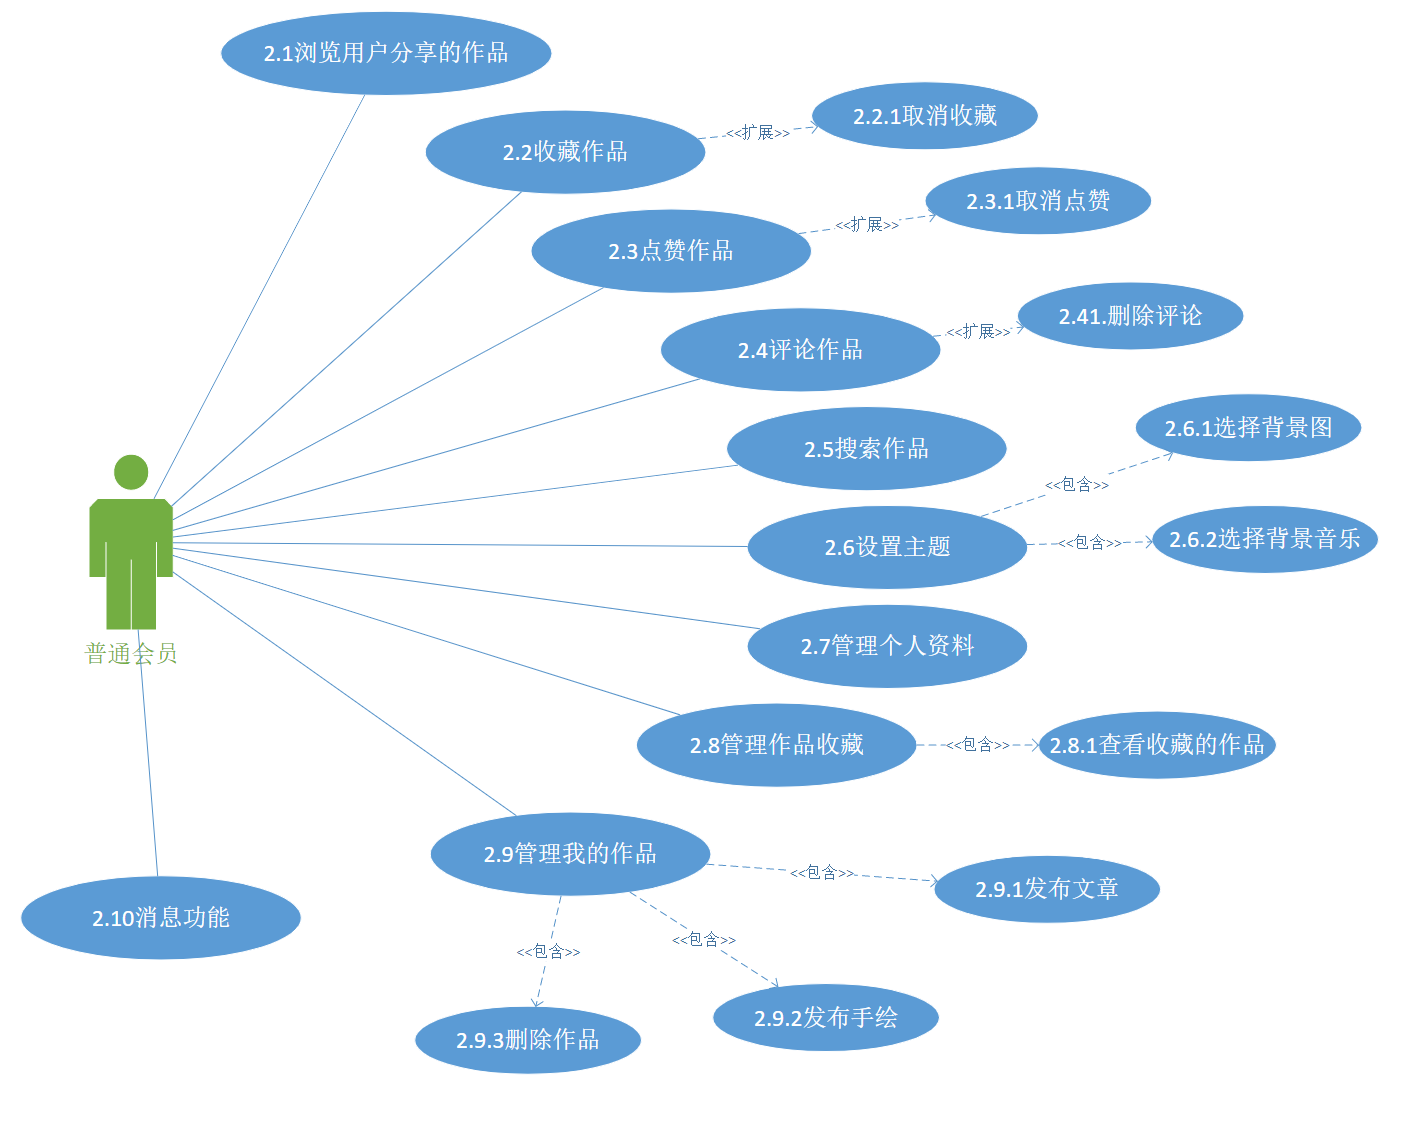 2.1浏览用户分享的作品
2.2收藏作品
<<扩展>>
2.2.1取消收藏
2.3点赞作品
<<扩展>>
2.3.1取消点赞
2.4评论作品
<<扩展>>
2.41.删除评论
2.5搜索作品
2.6设置主题
<<包含>>
2.6.1选择背景图
<<包含>>
2.6.2选择背景音乐
普通会员
2.7管理个人资料
2.8管理作品收藏
<<包含>>
2.8.1查看收藏的作品
2.9管理我的作品
<<包含>>
2.9.1发布文章
2.10消息功能
<<包含>>
<<包含>>
2.9.2发布手绘
2.9.3删除作品